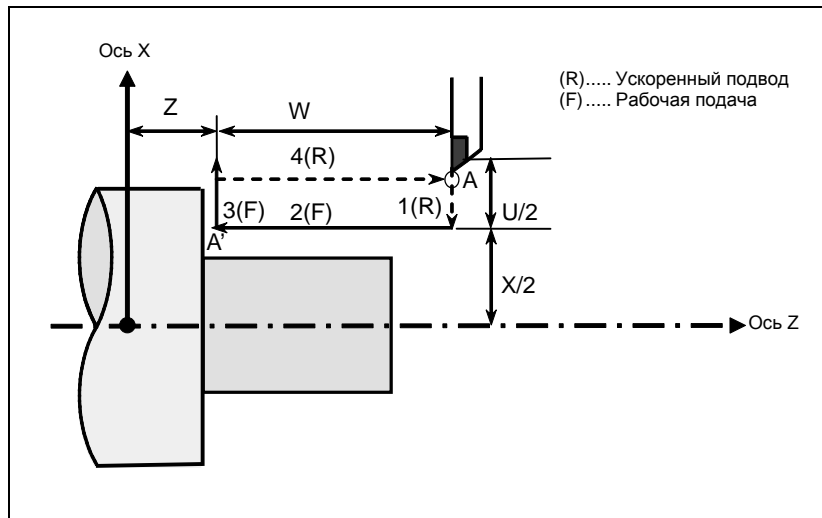 Ось X
(R)..... Ускоренный подвод
(F)..... Рабочая подача
Z
W
4(R)
A
3(F)
2(F)
1(R)
U/2
A'
X/2
Ось Z